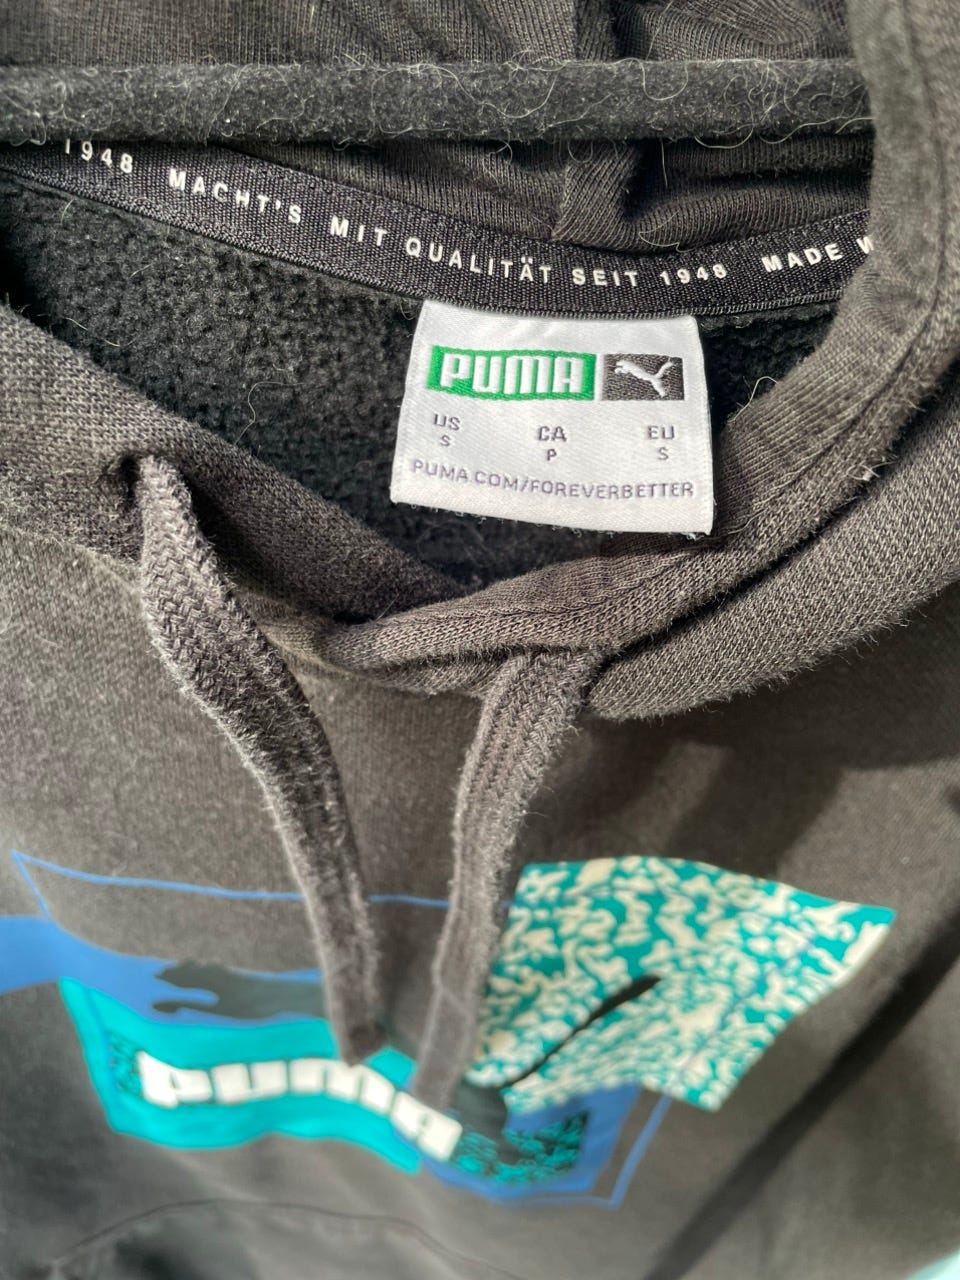 1948 MACHT'S MIT QUALITÄT SEIT 1948 MADE
PUMA
US CA EU
S P S
PUMA.COM/FOREVERBETTER
PUMA